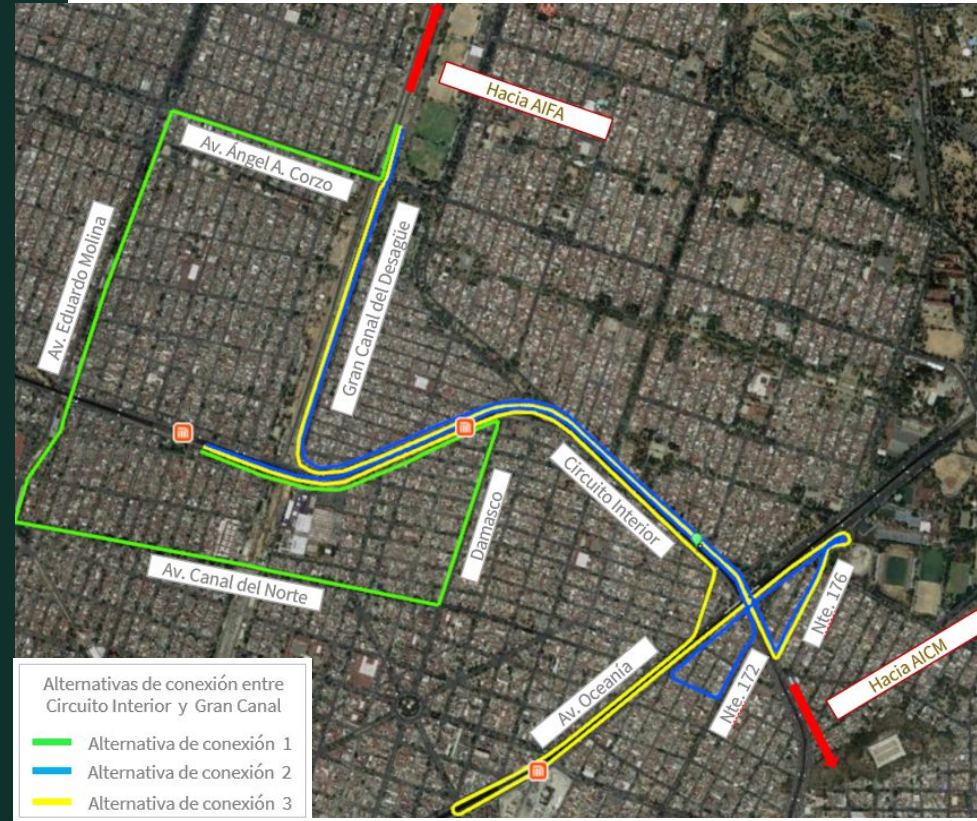 Hacia AIFA
Av. Ángel A. Corzo
Av. Eduardo Molina
Gran Canal del Desagüe
Circuito Interior
Damasco
Av. Canal del Norte
Nte. 176
Av. Oceanía
Nte. 172
Hacia AICM
Alternativas de conexión entre
Circuito Interior y Gran Canal
Alternativa de conexión 1
Alternativa de conexión 2
Alternativa de conexión 3